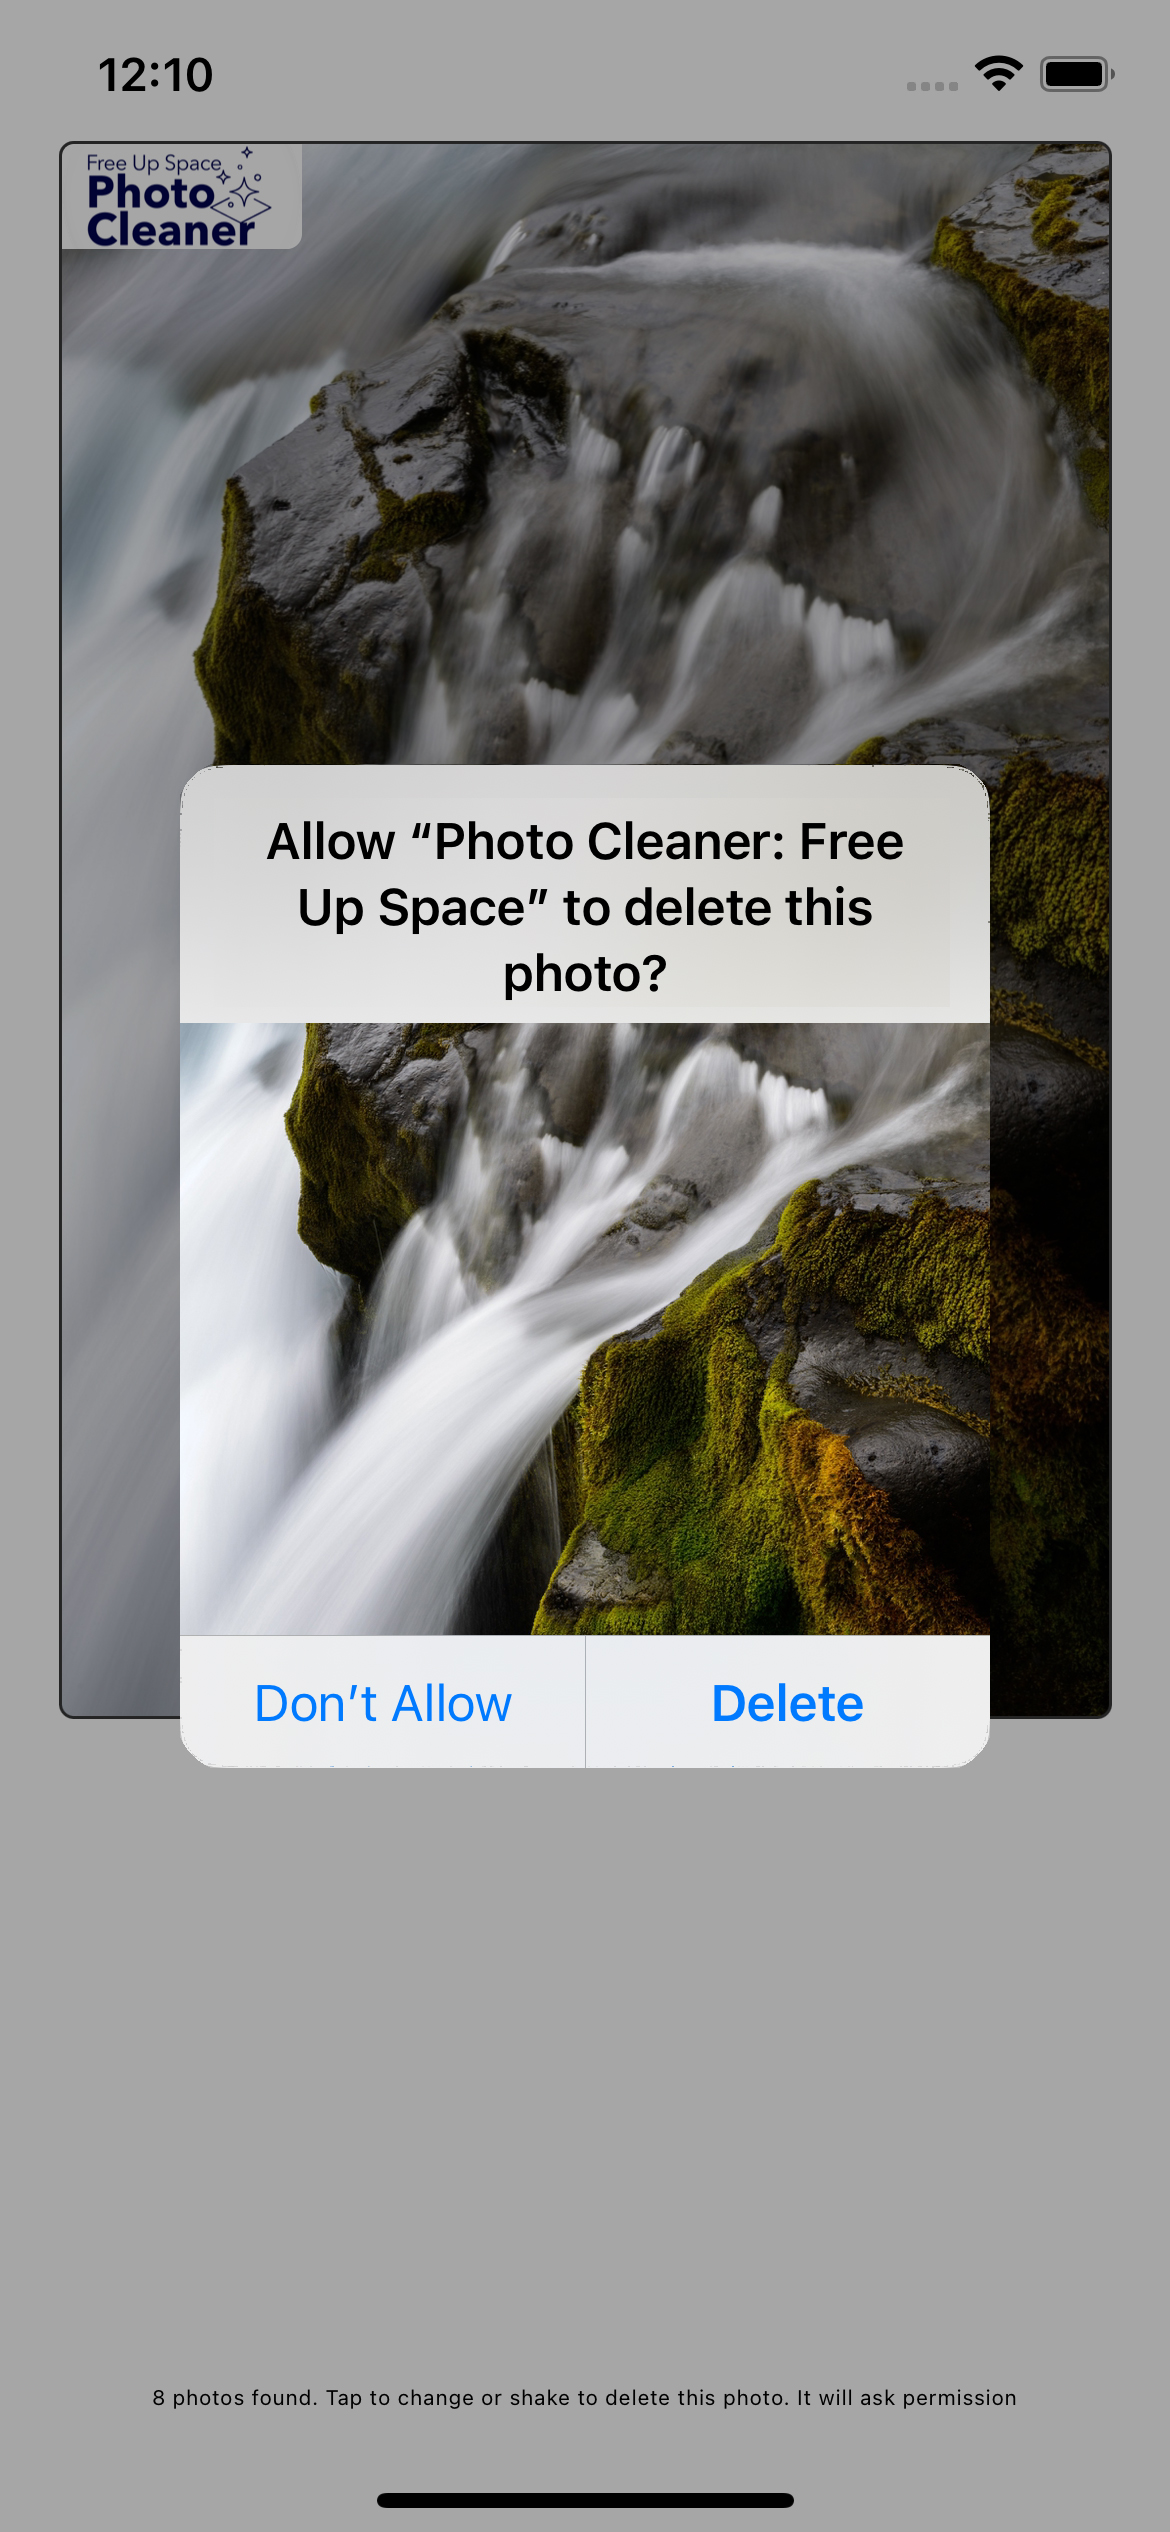 12:10
Free Up Space
Photo
Cleaner
Allow “Photo Cleaner: Free
Up Space” to delete this
photo?
Don’t Allow
Delete
8 photos found. Tap to change or shake to delete this photo. It will ask permission